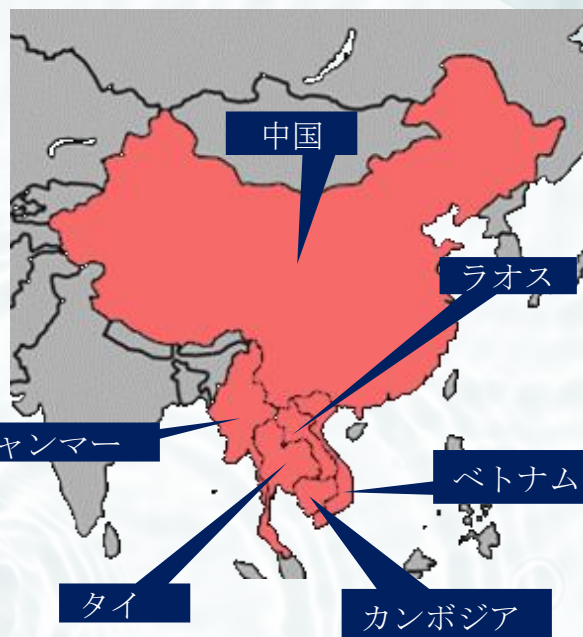 中国
ラオス
ャンマー
ベトナム
タイ
カンボジア